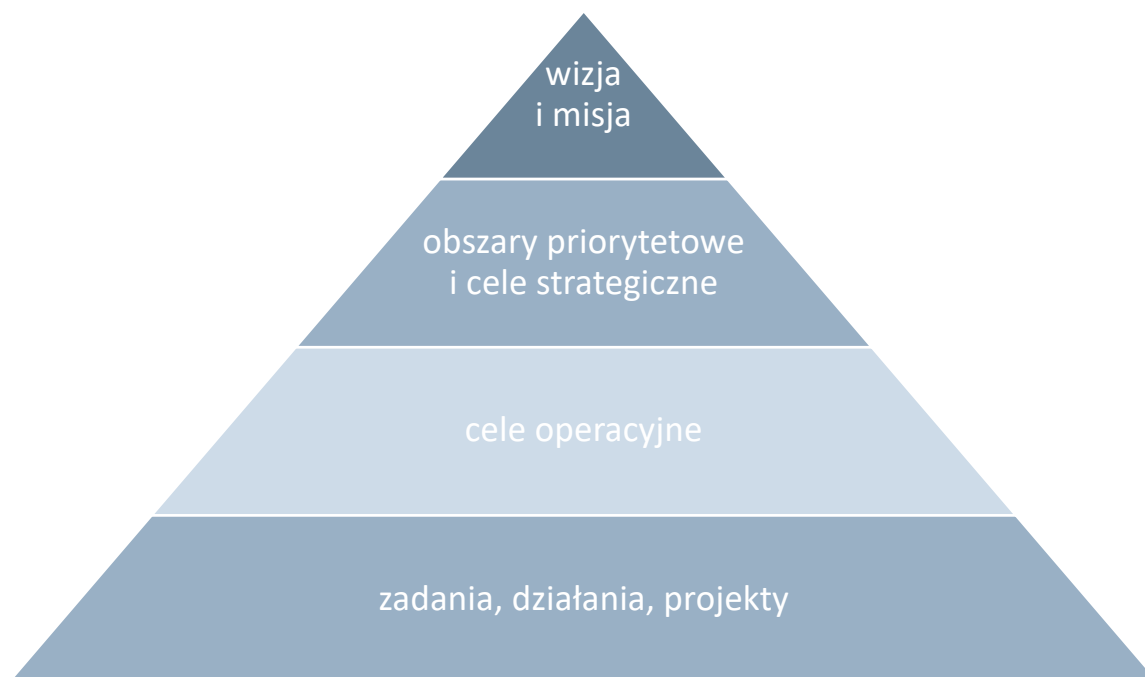 wizja
i misja
obszary priorytetowe
i cele strategiczne
cele operacyjne
zadania, działania, projekty